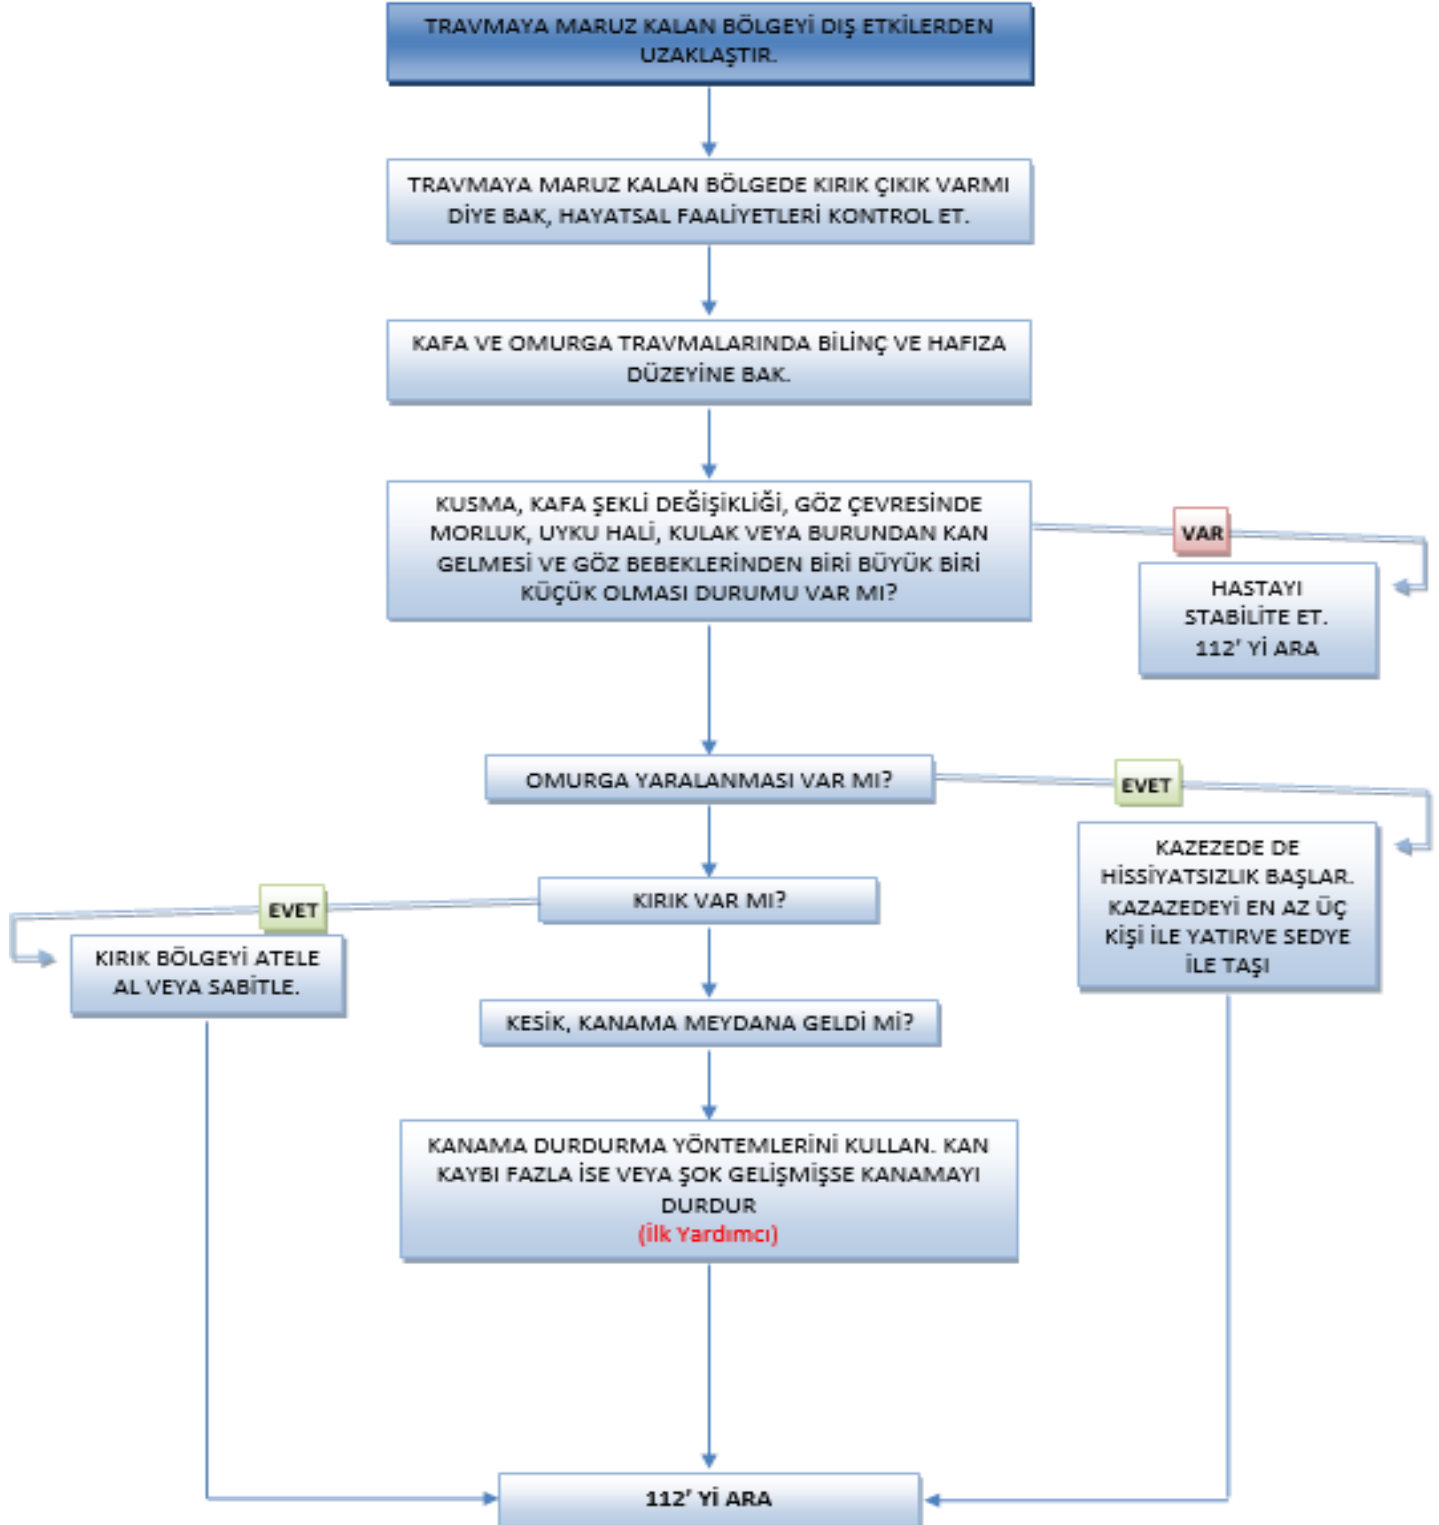 TRAVMAYA MARUZ KALAN BÖLGEYİ DIŞ ETKİLERDEN
UZAKLAŞTIR.
TRAVMAYA MARUZ KALAN BÖLGEDE KIRIK ÇIKIK VARMI
DİYE BAK, HAYATSAL FAALİYETLERİ KONTROL ET.
KAFA VE OMURGA TRAVMALARINDA BİLİNÇ VE HAFIZA
DÜZEYİNE BAK.
KUSMA, KAFA ŞEKLİ DEĞİŞİKLİĞİ, GÖZ ÇEVRESİNDE
MORLUK, UYKU HALİ, KULAK VEYA BURUNDAN KAN
GELMESİ VE GÖZ BEBEKLERİNDEN BİRİ BÜYÜK BİRİ
KÜÇÜK OLMASI DURUMU VAR MI?
VAR
HASTAYI
STABİLİTE ET.
112' Yİ ARA
OMURGA YARALANMASI VAR MI?
EVET
KAZEZEDE DE
HİSSİYATSIZLIK BAŞLAR.
KAZAZEDEYİ EN AZ ÜÇ
KİŞİ İLE YATIRVE SEDYE
İLE TAŞI
KIRIK VAR MI?
EVET
KIRIK BÖLGEYİ ATELE
AL VEYA SABİTLE.
KESİK, KANAMA MEYDANA GELDİ Mİ?
KANAMA DURDURMA YÖNTEMLERİNİ KULLAN. KAN
KAYBI FAZLA İSE VEYA ŞOK GELİŞMİŞSE KANAMAYI
DURDUR
(İlk Yardımcı)
112' Yİ ARA